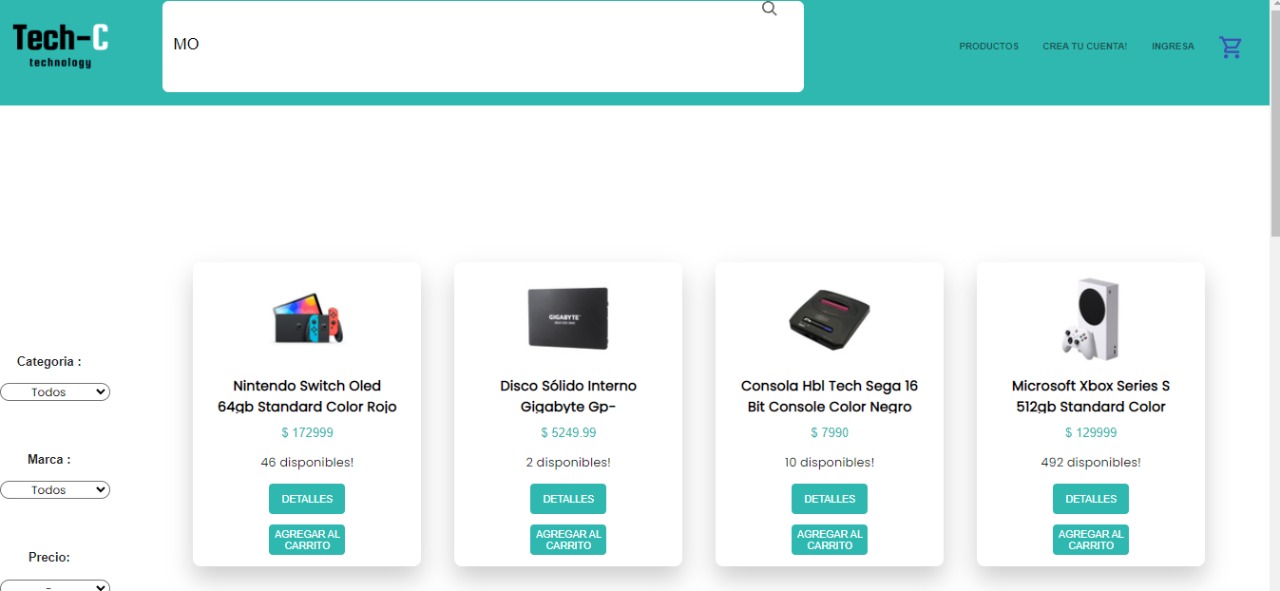 Tech-C
technology
MO
PRODUCTOS
CREA TU CUENTA!
INGRESA
Categoria :
Todos
Marca :
Todos
Precio:
-
GIGABYTE
Nintendo Switch Oled
64gb Standard Color Rojo
$ 172999
46 disponibles!
DETALLES
AGREGAR AL
CARRITO
Disco Sólido Interno
Gigabyte Gp-
$ 5249.99
2 disponibles!
DETALLES
AGREGAR AL
CARRITO
Consola Hbl Tech Sega 16
Bit Console Color Negro
$ 7990
10 disponibles!
DETALLES
AGREGAR AL
CARRITO
Microsoft Xbox Series S
512gb Standard Color
$ 129999
492 disponibles!
DETALLES
AGREGAR AL
CARRITO